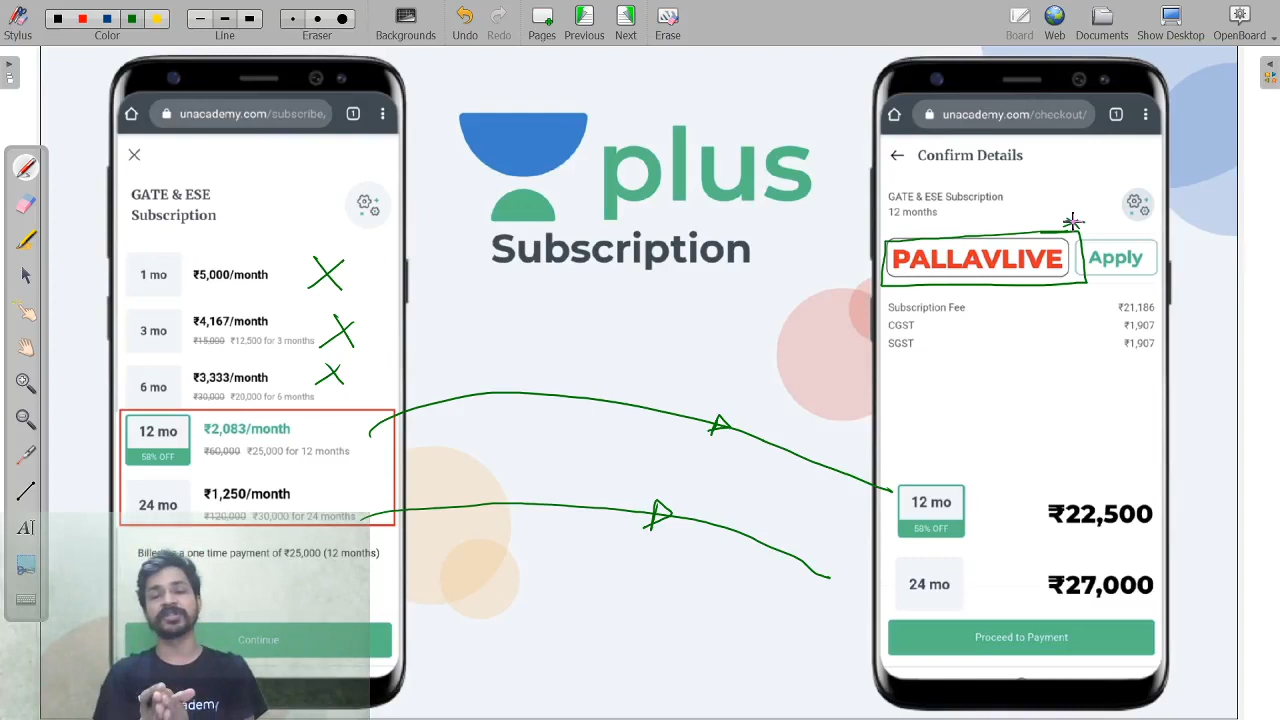 Stylus
Color
Line
Eraser
Backgrounds
Undo
Redo
Pages
Previous
Next
Erase
Board
Web
Documents
Show Desktop
OpenBoard
unacademy.com/subscribe,
1
GATE & ESE
Subscription
1 mo
₹5,000/month
3 mo
₹4,167/month
₹15,000 ₹12,500 for 3 months
6 mo
₹3,333/month
₹30,000 ₹20,000 for 6 months
12 mo
58% OFF
₹2,083/month
₹60,000 ₹25,000 for 12 months
24 mo
₹1,250/month
₹120,000 ₹30,000 for 24 months
a one time payment of ₹25,000 (12 months)
Continue
plus
Subscription
unacademy.com/checkout/
1
Confirm Details
GATE & ESE Subscription
12 months
PALLAVLIVE
Apply
Subscription Fee ₹21,186
CGST ₹1,907
SGST ₹1,907
12 mo
58% OFF
₹22,500
24 mo
₹27,000
Proceed to Payment